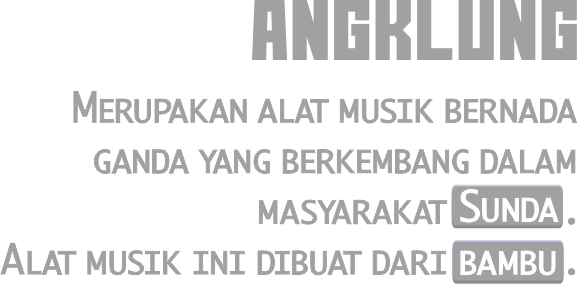 ANGKLUNG
MERUPAKAN ALAT MUSIK BERNADA
GANDA YANG BERKEMBANG DALAM
MASYARAKAT SUNDA.
ALAT MUSIK INI DIBUAT DARI BAMBU.